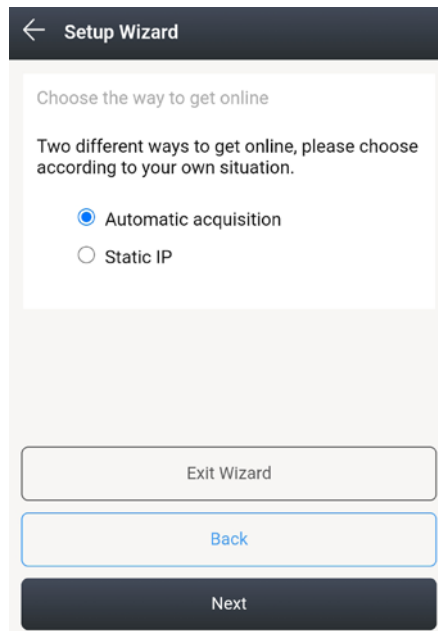 Setup Wizard
Choose the way to get online
Two different ways to get online, please choose
according to your own situation.
Automatic acquisition
Static IP
Exit Wizard
Back
Next